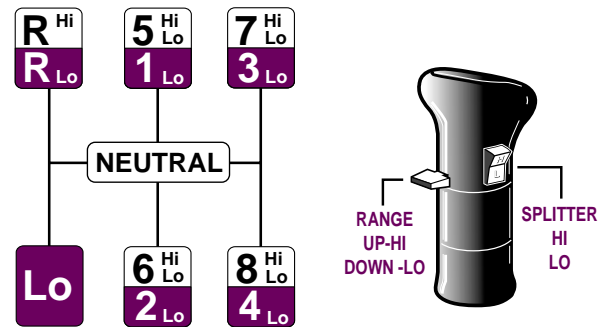 R Hi
R Lo
5 Hi Lo
1 Lo
7 Hi Lo
3 Lo
NEUTRAL
Lo
6 Hi Lo
2 Lo
8 Hi Lo
4 Lo
H
L
RANGE
UP-HI
DOWN -LO
SPLITTER
HI
LO